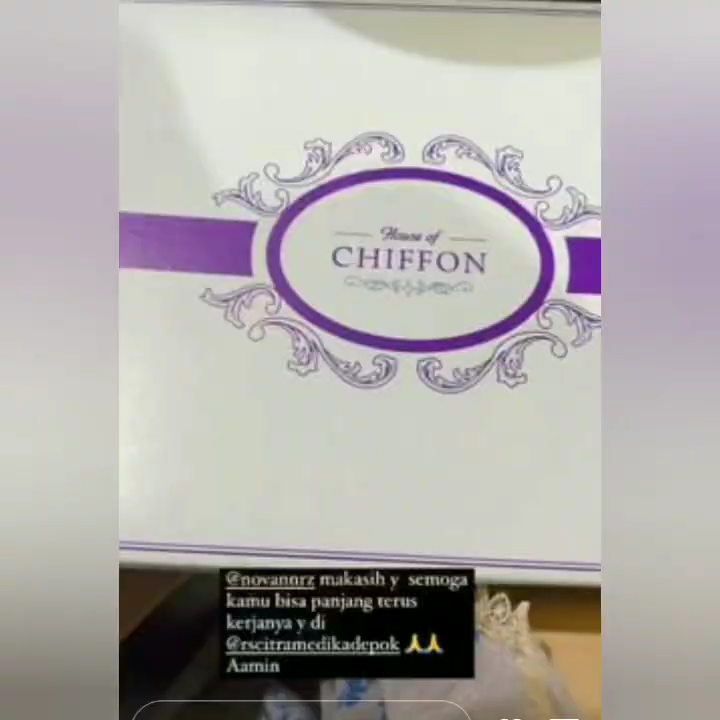 House of
CHIFFON
@novannrz makasih y semoga
kamu bisa panjang terus
kerjanya y di
@rscitramedikadepok 🙏🙏
Aamin